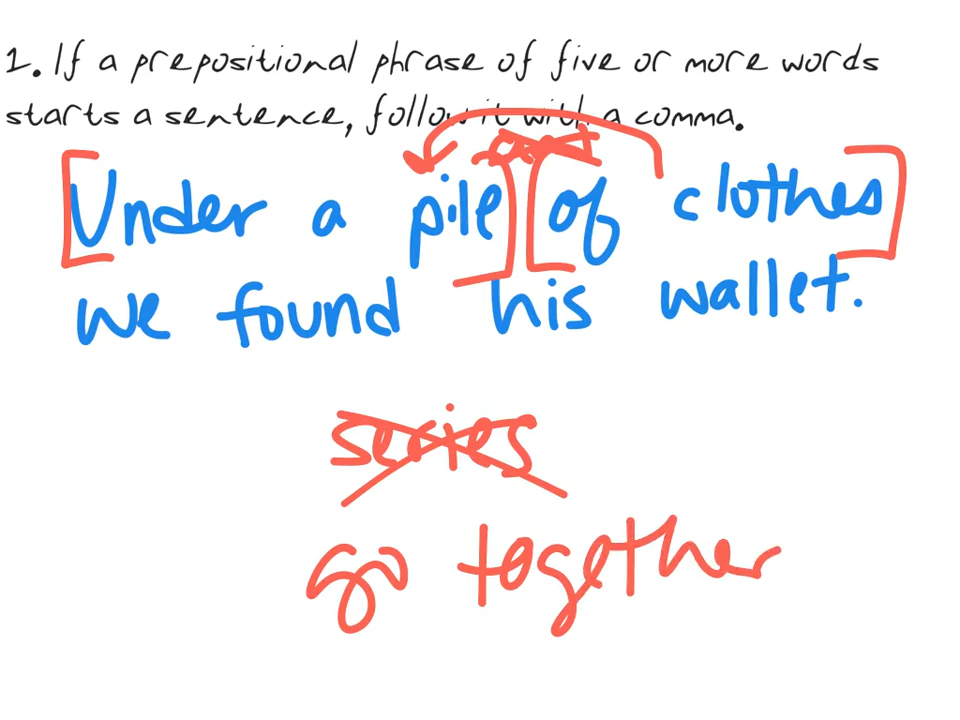 1. If a prepositional phrase of five or more words
starts a sentence, follow it with a comma.
Under a pile of clothes
we found his wallet.
series
go together